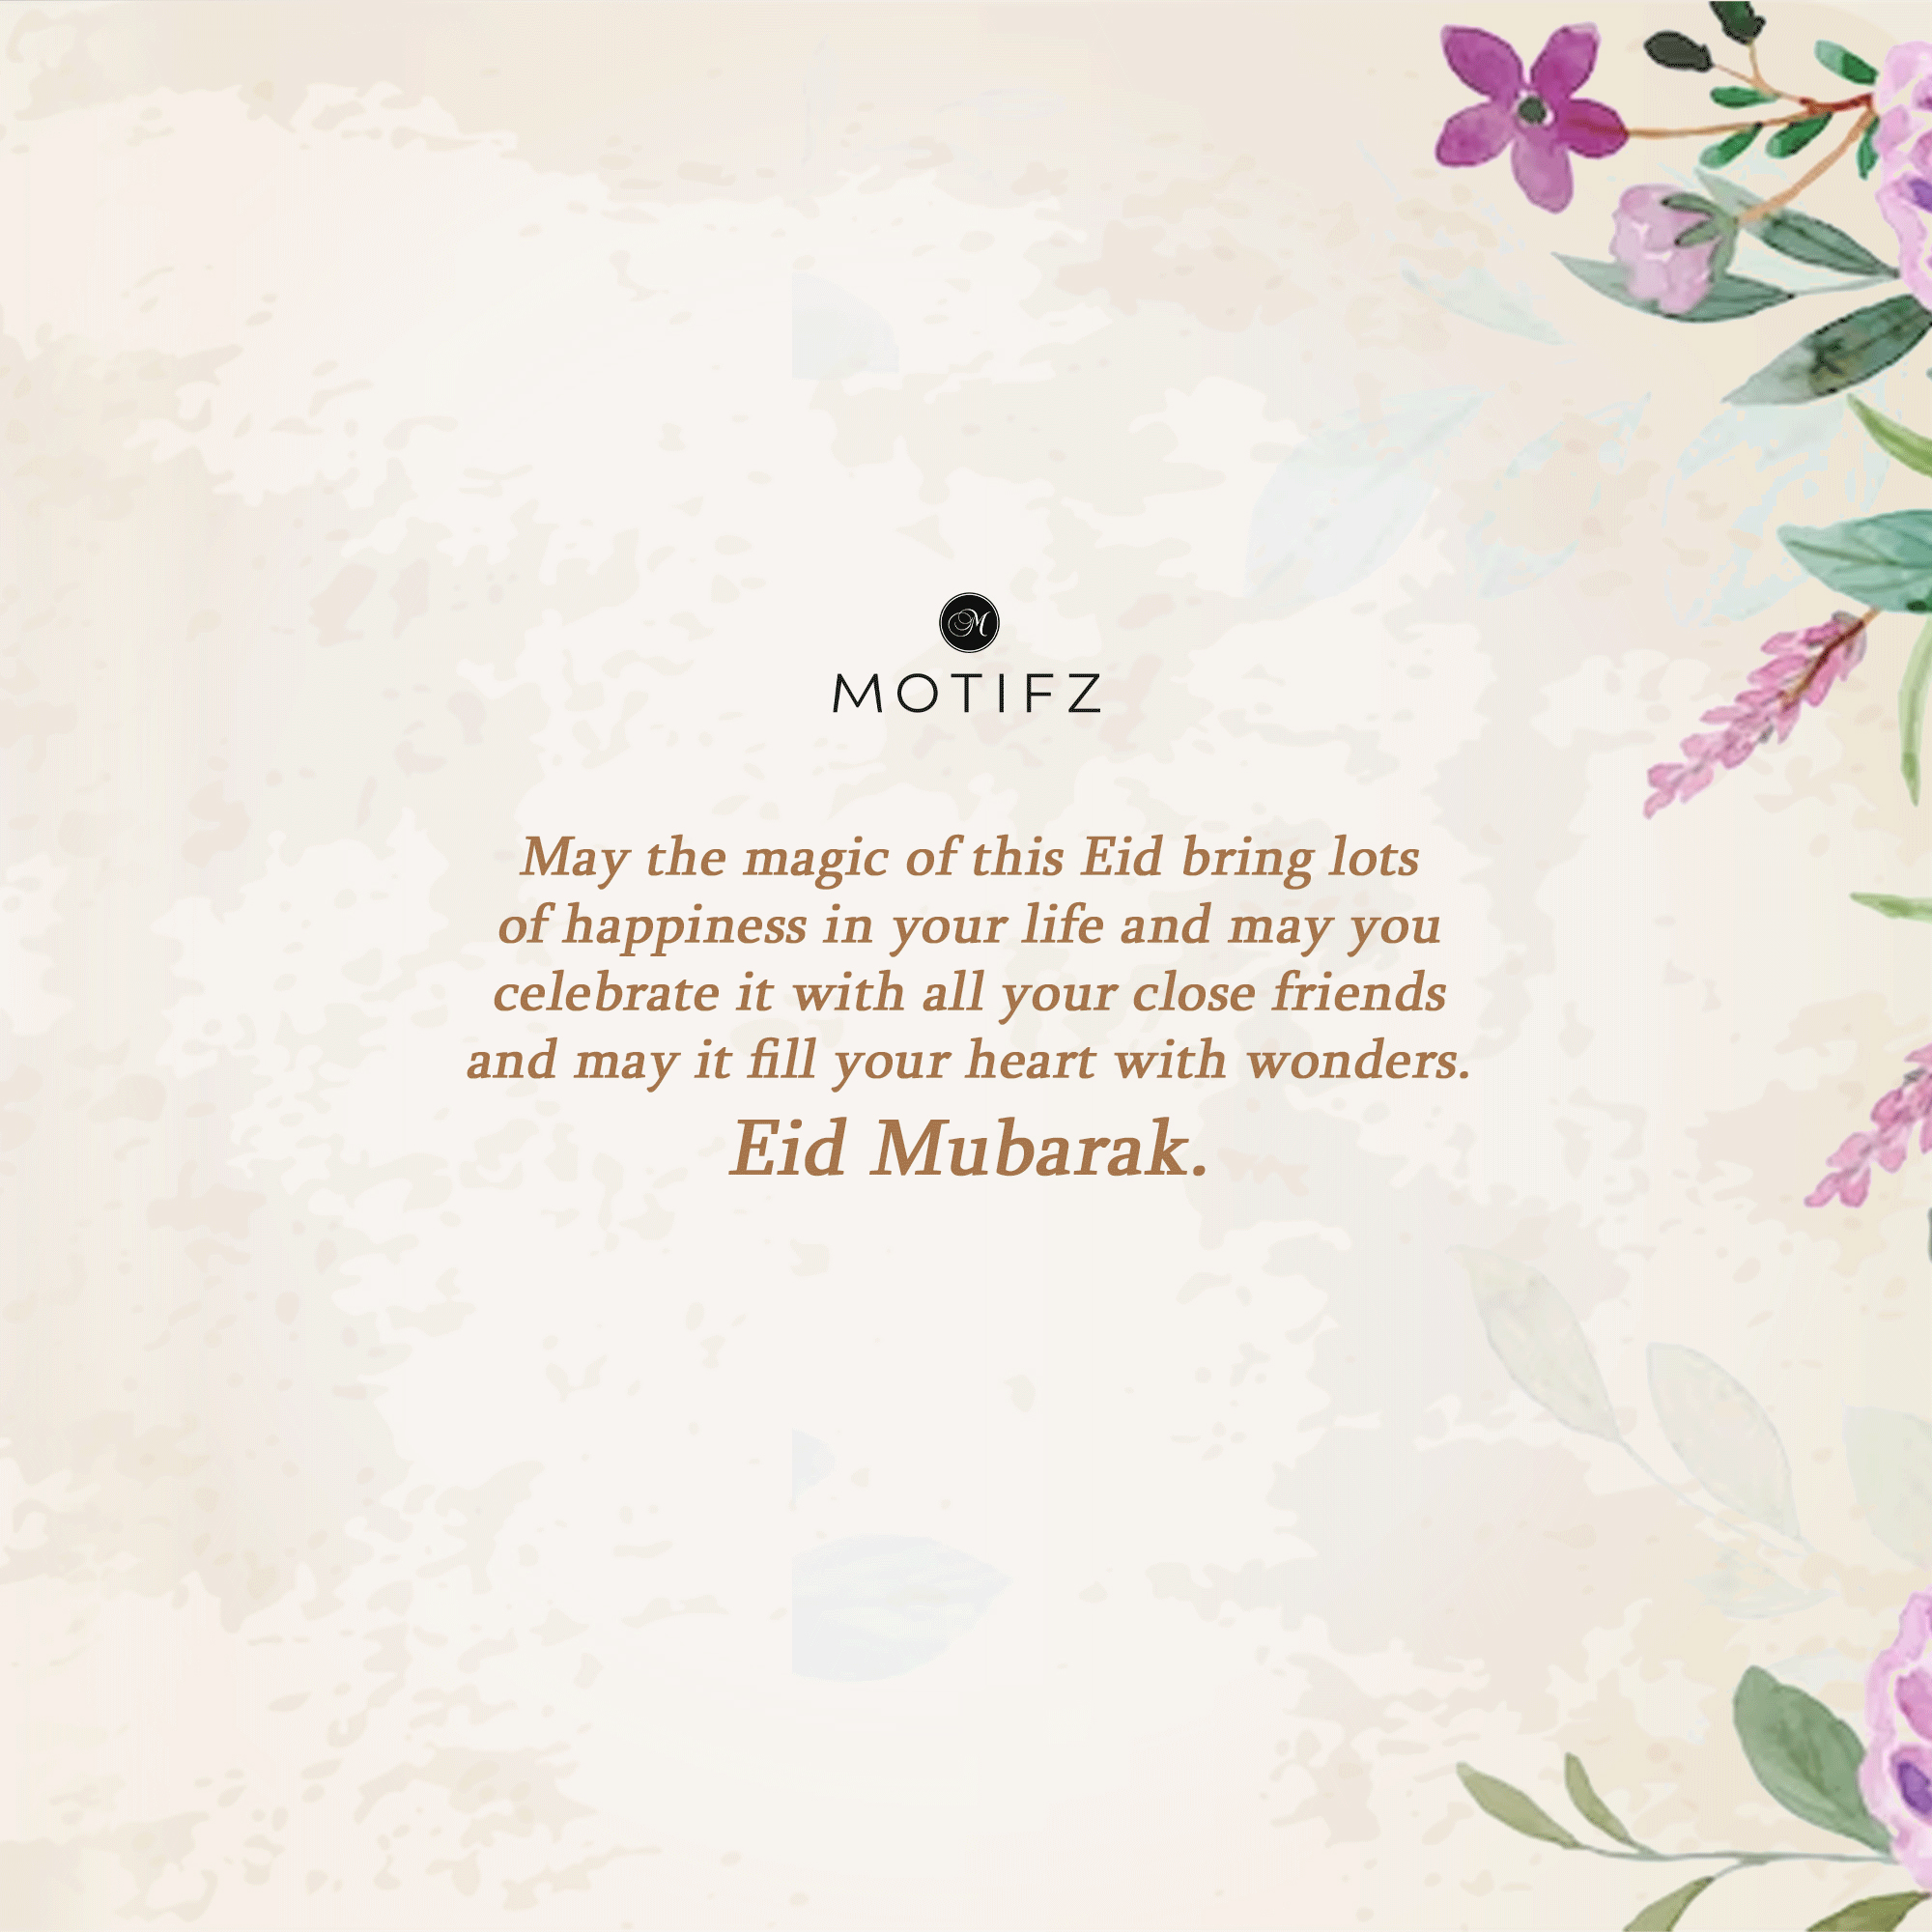 M
MOTIFZ
May the magic of this Eid bring lots
of happiness in your life and may you
celebrate it with all your close friends
and may it fill your heart with wonders.
Eid Mubarak.